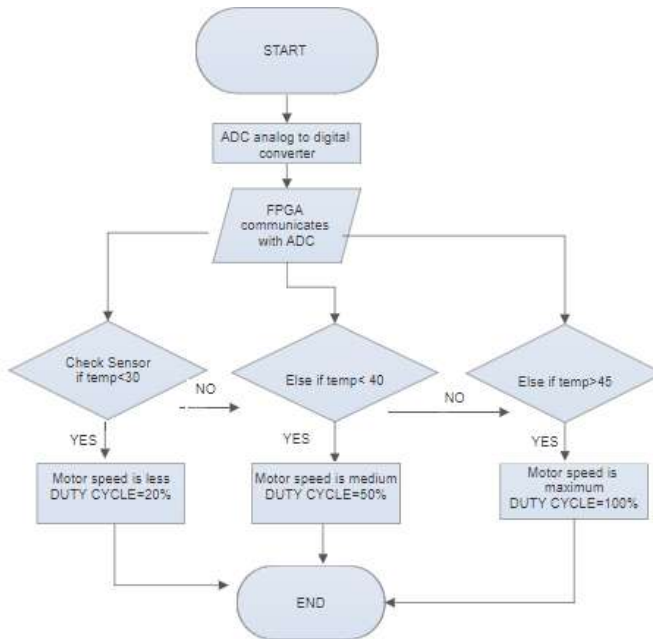 START
ADC analog to digital
converter
FPGA
communicates
with ADC
Check Sensor
if temp<30
NO
Else if temp< 40
NO
Else if temp>45
YES
YES
YES
Motor speed is less
DUTY CYCLE=20%
Motor speed is medium
DUTY CYCLE=50%
Motor speed is
maximum
DUTY CYCLE=100%
END